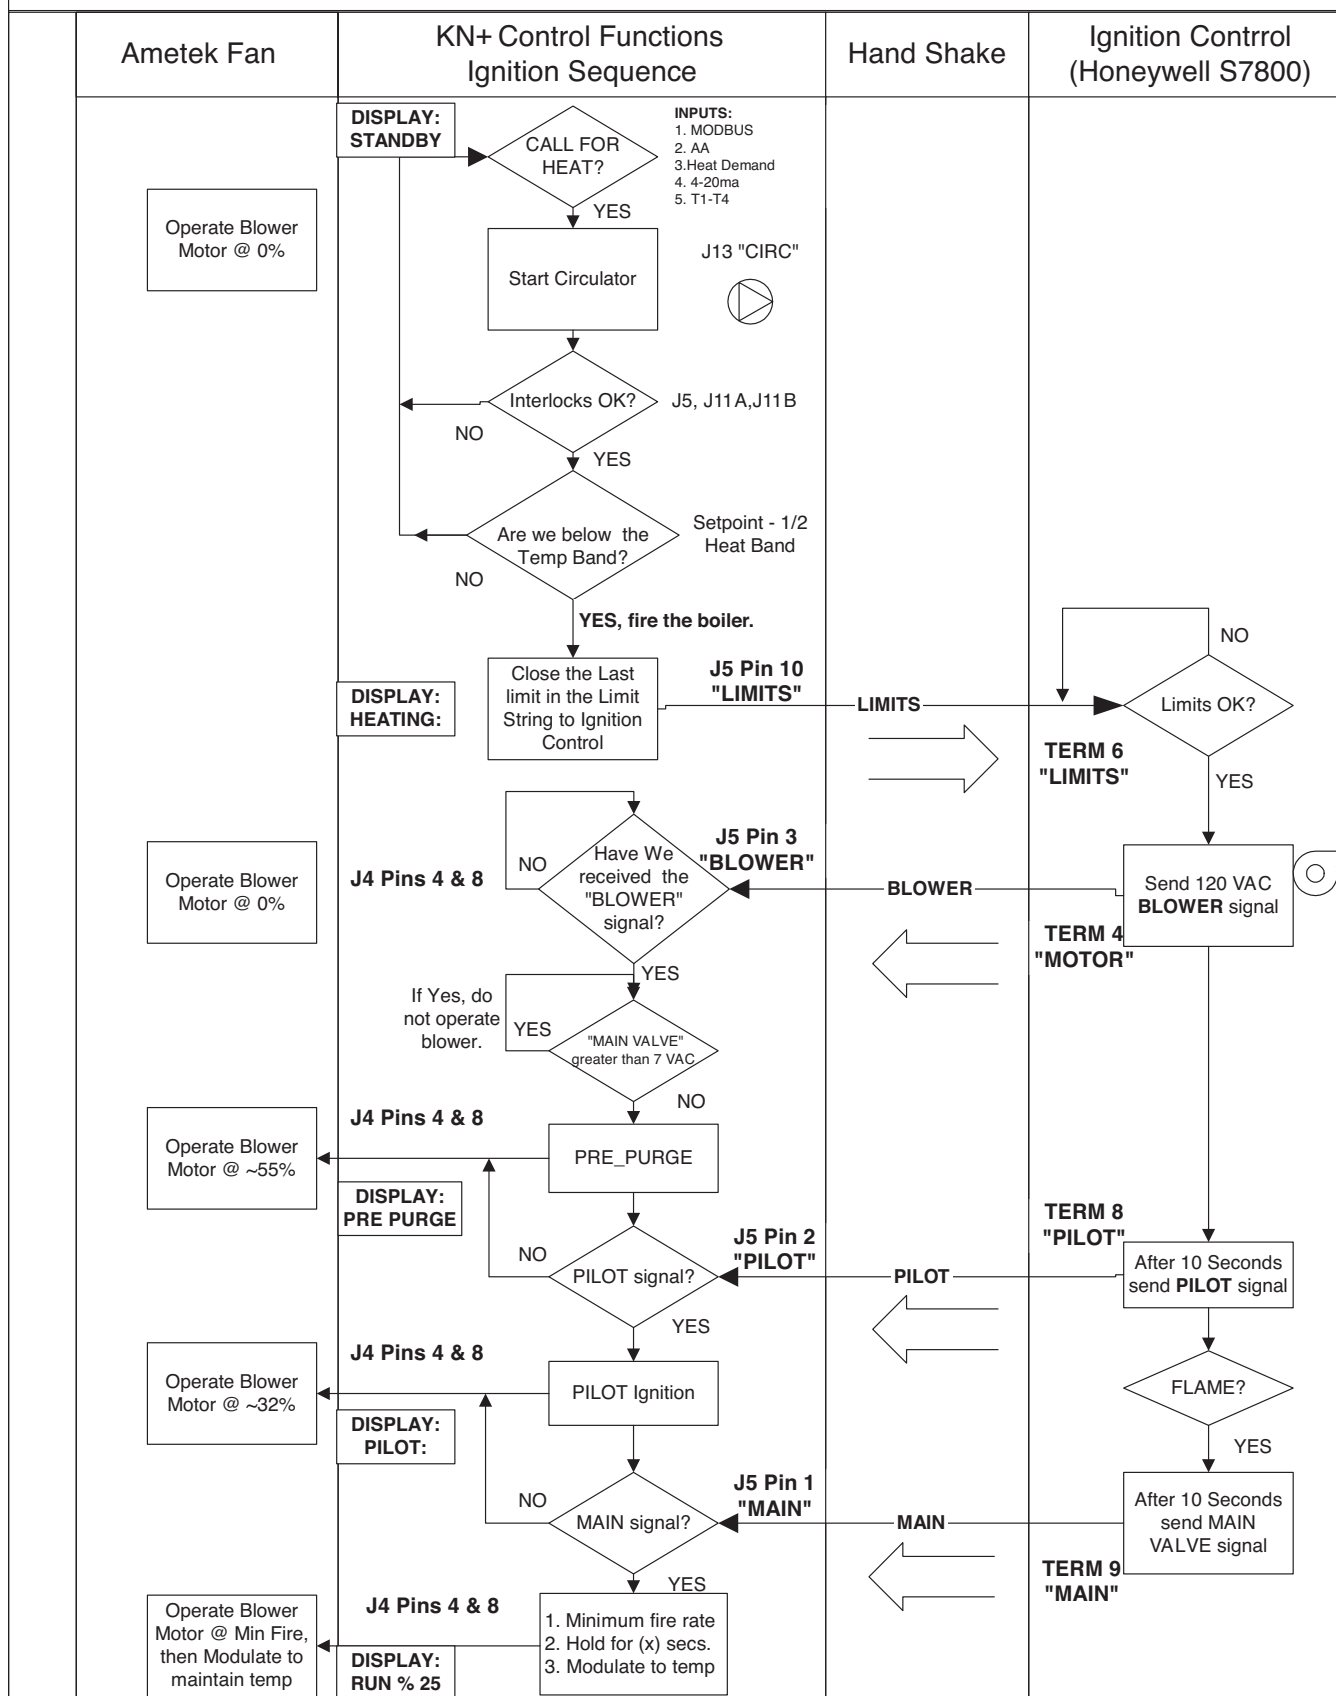 Ametek Fan
KN+ Control Functions
Ignition Sequence
Hand Shake
Ignition Contrrol
(Honeywell S7800)
DISPLAY:
STANDBY
CALL FOR
HEAT?
INPUTS:
1. MODBUS
2. AA
3.Heat Demand
4. 4-20ma
5. T1-T4
YES
Operate Blower
Motor @ 0%
Start Circulator
J13 "CIRC"
Interlocks OK?
J5, J11A,J11B
NO
YES
Are we below the
Temp Band?
Setpoint - 1/2
Heat Band
NO
YES, fire the boiler.
NO
DISPLAY:
HEATING:
Close the Last
limit in the Limit
String to Ignition
Control
J5 Pin 10
"LIMITS"
LIMITS
Limits OK?
TERM 6
"LIMITS"
YES
Operate Blower
Motor @ 0%
J4 Pins 4 & 8
NO
Have We
received the
"BLOWER"
signal?
J5 Pin 3
"BLOWER"
BLOWER
Send 120 VAC
BLOWER signal
TERM 4
"MOTOR"
YES
If Yes, do
not operate
blower.
YES
"MAIN VALVE"
greater than 7 VAC
NO
J4 Pins 4 & 8
Operate Blower
Motor @ ~55%
PRE_PURGE
DISPLAY:
PRE PURGE
NO
PILOT signal?
J5 Pin 2
"PILOT"
PILOT
TERM 8
"PILOT"
After 10 Seconds
send PILOT signal
YES
J4 Pins 4 & 8
Operate Blower
Motor @ ~32%
PILOT Ignition
FLAME?
DISPLAY:
PILOT:
YES
NO
MAIN signal?
J5 Pin 1
"MAIN"
MAIN
After 10 Seconds
send MAIN
VALVE signal
TERM 9
"MAIN"
YES
J4 Pins 4 & 8
Operate Blower
Motor @ Min Fire,
then Modulate to
maintain temp
1. Minimum fire rate
2. Hold for (x) secs.
3. Modulate to temp
DISPLAY:
RUN % 25